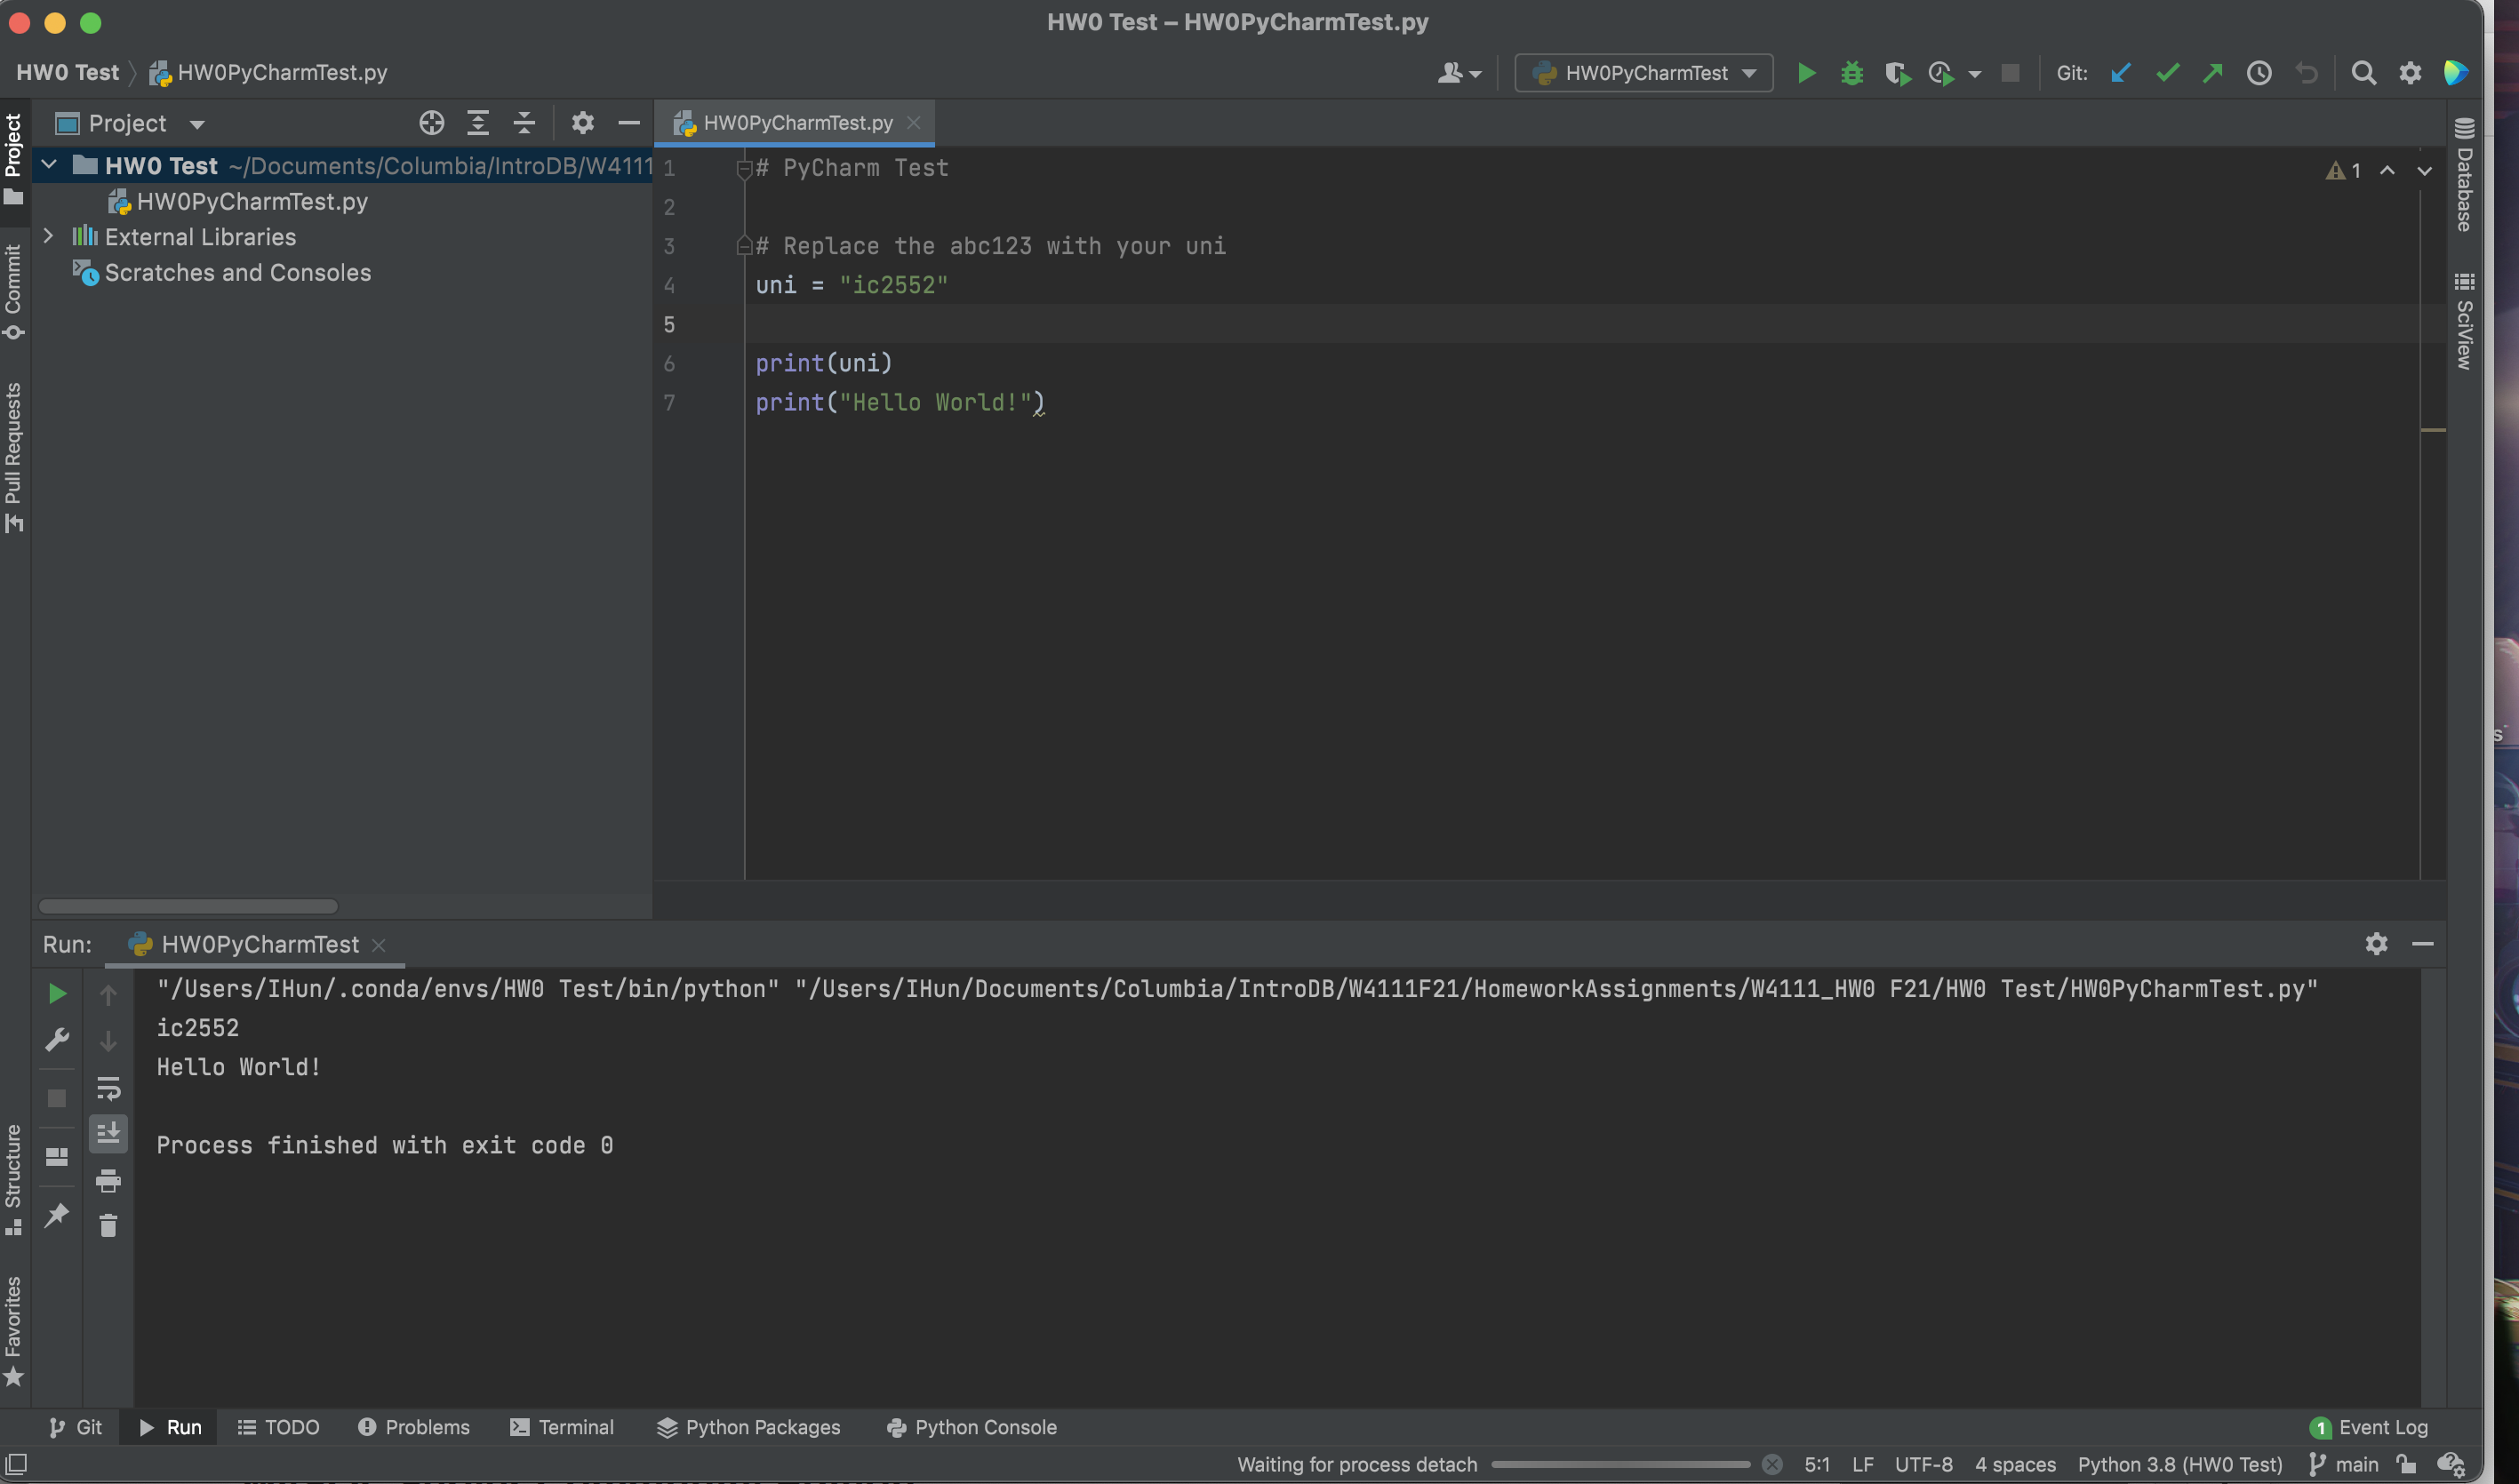 HW0 Test – HW0PyCharmTest.py
HW0 Test
HW0PyCharmTest.py
HW0PyCharmTest
Git:
Project
HW0PyCharmTest.py
HW0 Test ~/Documents/Columbia/IntroDB/W4111
HW0PyCharmTest.py
External Libraries
Scratches and Consoles
Project
Commit
Pull Requests
Structure
Favorites
1 # PyCharm Test
2
3 # Replace the abc123 with your uni
4 uni = "ic2552"
5
6 print(uni)
7 print("Hello World!")
1
Database
SciView
s
Run:
HW0PyCharmTest
"/Users/IHun/.conda/envs/HW0 Test/bin/python" "/Users/IHun/Documents/Columbia/IntroDB/W4111F21/HomeworkAssignments/W4111_HW0 F21/HW0 Test/HW0PyCharmTest.py"
ic2552
Hello World!
Process finished with exit code 0
Git
Run
TODO
Problems
Terminal
Python Packages
Python Console
1 Event Log
Waiting for process detach
5:1
LF
UTF-8
4 spaces
Python 3.8 (HW0 Test)
main